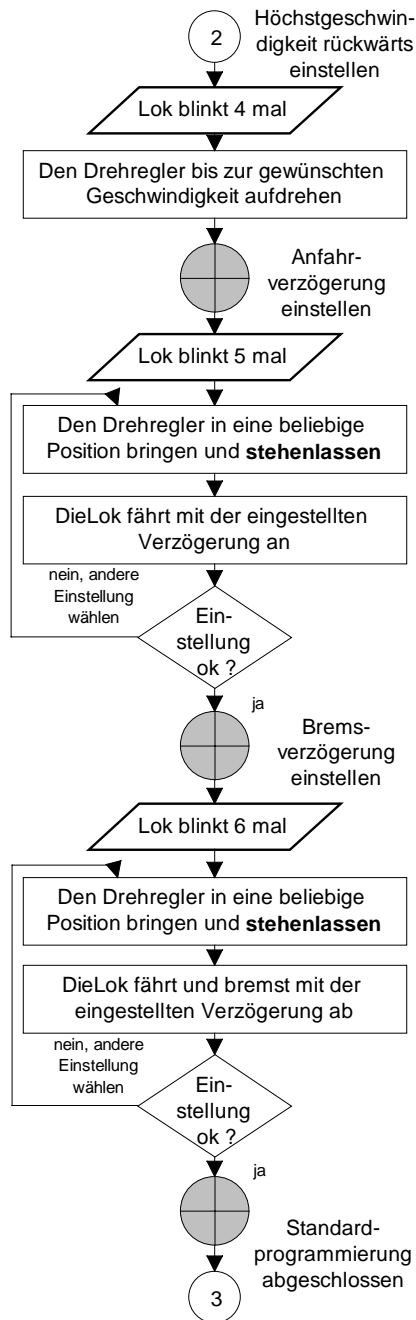 2
Höchstgeschwin-
digkeit rückwärts
einstellen
Lok blinkt 4 mal
Den Drehregler bis zur gewünschten
Geschwindigkeit aufdrehen
Anfahr-
verzögerung
einstellen
Lok blinkt 5 mal
Den Drehregler in eine beliebige
Position bringen und stehenlassen
DieLok fährt mit der eingestellten
Verzögerung an
nein, andere
Einstellung
wählen
Ein-
stellung
ok ?
ja
Brems-
verzögerung
einstellen
Lok blinkt 6 mal
Den Drehregler in eine beliebige
Position bringen und stehenlassen
DieLok fährt und bremst mit der
eingestellten Verzögerung ab
nein, andere
Einstellung
wählen
Ein-
stellung
ok ?
ja
Standard-
programmierung
abgeschlossen
3